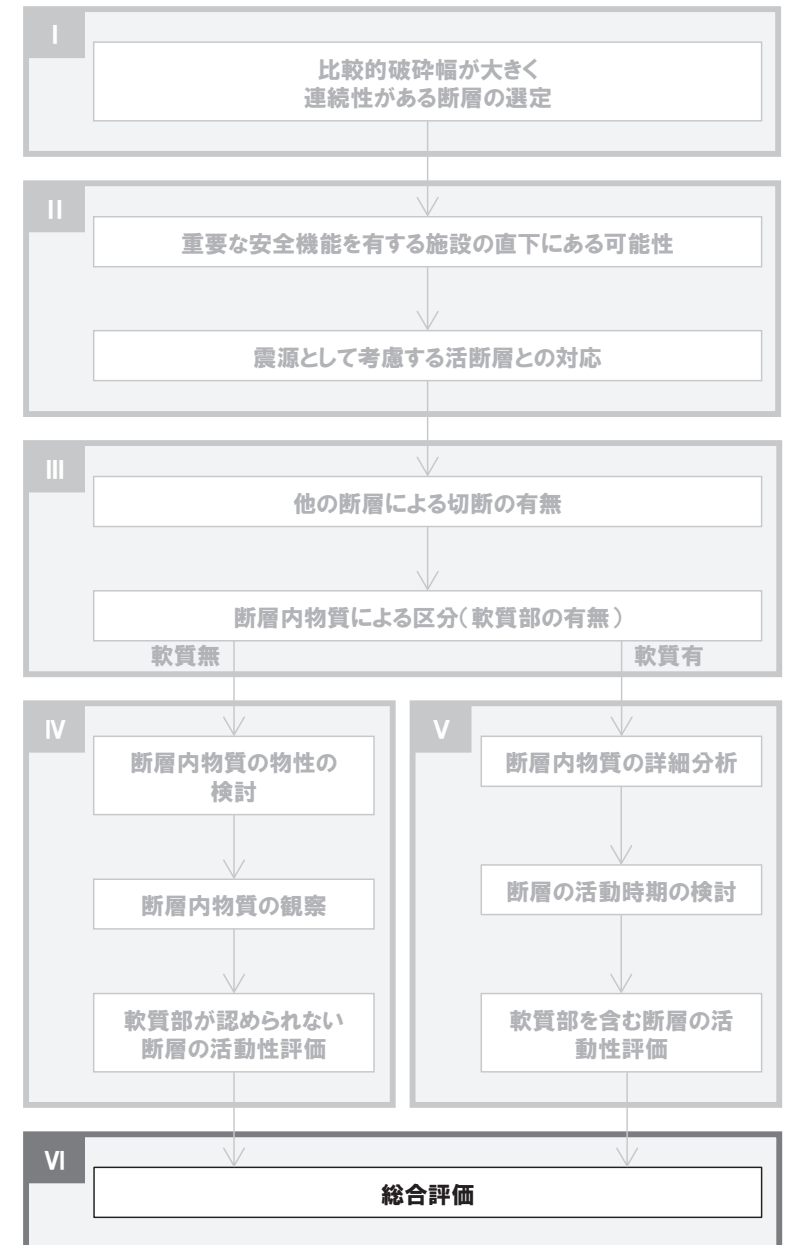 Ⅰ
比較的破砕幅が大きく
連続性がある断層の選定
Ⅱ
重要な安全機能を有する施設の直下にある可能性
震源として考慮する活断層との対応
Ⅲ
他の断層による切断の有無
断層内物質による区分(軟質部の有無)
軟質無
軟質有
Ⅳ
断層内物質の物性の
検討
断層内物質の観察
軟質部が認められない
断層の活動性評価
Ⅴ
断層内物質の詳細分析
断層の活動時期の検討
軟質部を含む断層の活
動性評価
Ⅵ
総合評価